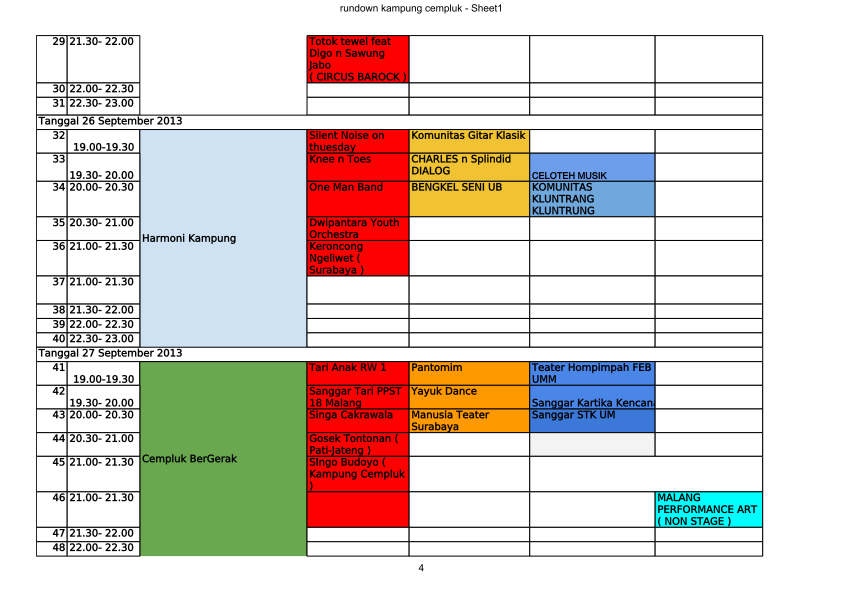 rundown kampung cempluk - Sheet1
29 21.30- 22.00 Totok tewel feat
Digo n Sawung
Jabo
( CIRCUS BAROCK )
30 22.00- 22.30
31 22.30- 23.00
Tanggal 26 September 2013
32 19.00-19.30 Silent Noise on
thuesday
Komunitas Gitar Klasik
33 19.30- 20.00 Knee n Toes
CHARLES n Splindid
DIALOG
CELOTEH MUSIK
34 20.00- 20.30 One Man Band
BENGKEL SENI UB
KOMUNITAS
KLUNTRANG
KLUNTRUNG
35 20.30- 21.00 Dwipantara Youth
Orchestra
Harmoni Kampung
36 21.00- 21.30 Keroncong
Ngeliwet (
Surabaya )
37 21.00- 21.30
38 21.30- 22.00
39 22.00- 22.30
40 22.30- 23.00
Tanggal 27 September 2013
41 19.00-19.30 Tari Anak RW 1
Pantomim
Teater Hompimpah FEB
UMM
42 19.30- 20.00 Sanggar Tari PPST
18 Malang
Yayuk Dance
Sanggar Kartika Kencana
43 20.00- 20.30 Singa Cakrawala
Manusia Teater
Surabaya
Sanggar STK UM
44 20.30- 21.00 Gosek Tontonan (
Pati-Jateng )
Cempluk BerGerak
45 21.00- 21.30 Singo Budoyo (
Kampung Cempluk
)
46 21.00- 21.30 MALANG
PERFORMANCE ART
( NON STAGE )
47 21.30- 22.00
48 22.00- 22.30
4